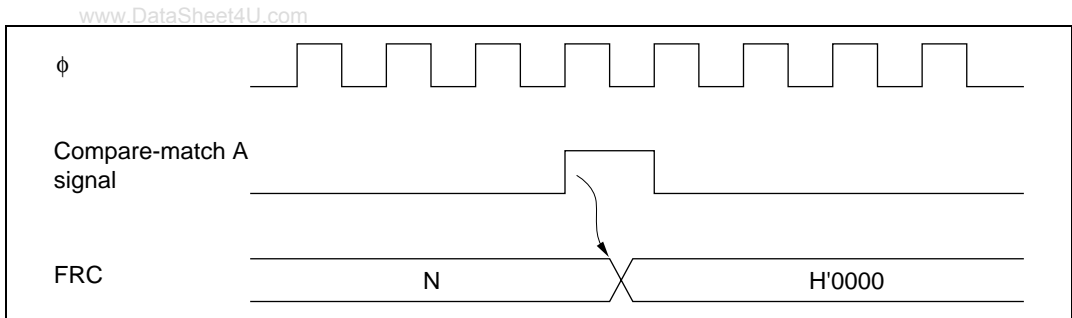 www.DataSheet4U.com
ϕ
Compare-match A
signal
FRC
N
H'0000